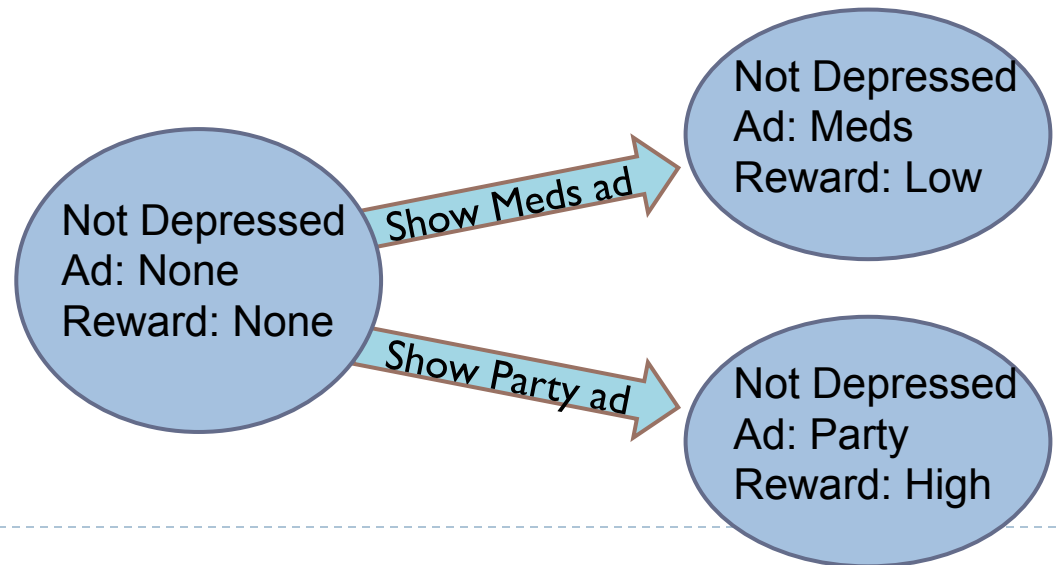 Not Depressed
Ad: None
Reward: None
Show Meds ad
Show Party ad
Not Depressed
Ad: Meds
Reward: Low
Not Depressed
Ad: Party
Reward: High